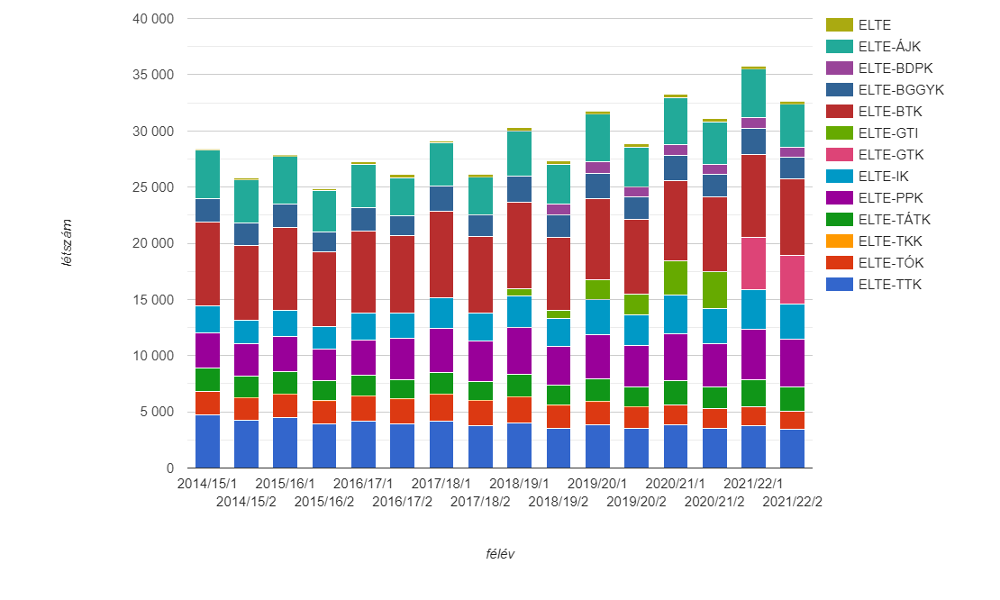 40 000
35 000
30 000
25 000
20 000
15 000
10 000
5 000
0
létszám
2014/15/1
2014/15/2
2015/16/1
2015/16/2
2016/17/1
2016/17/2
2017/18/1
2017/18/2
2018/19/1
2018/19/2
2019/20/1
2019/20/2
2020/21/1
2020/21/2
2021/22/1
2021/22/2
félév
ELTE
ELTE-ÁJK
ELTE-BDPK
ELTE-BGGYK
ELTE-BTK
ELTE-GTI
ELTE-GTK
ELTE-IK
ELTE-PPK
ELTE-TÁTK
ELTE-TKK
ELTE-TÓK
ELTE-TTK